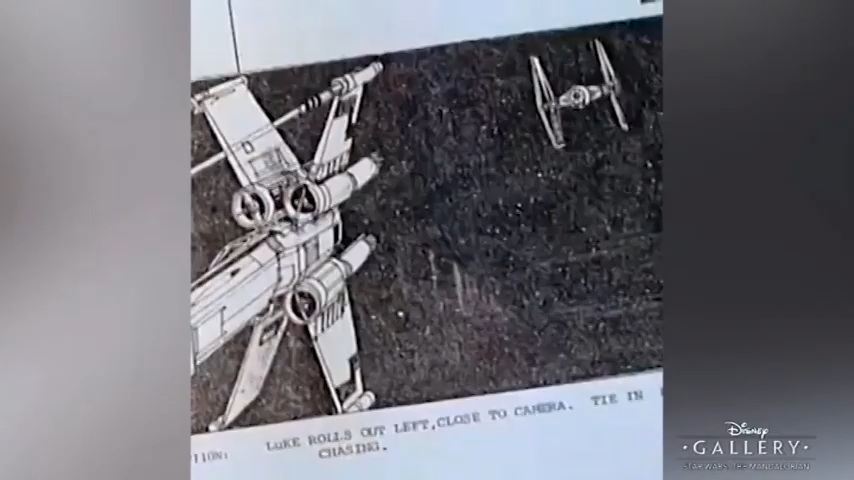 LUKE ROLLS OUT LEFT, CLOSE TO CAMERA. TIE IN
CHASING.
Disney
GALLERY
STAR WARS: THE MANDALORIAN